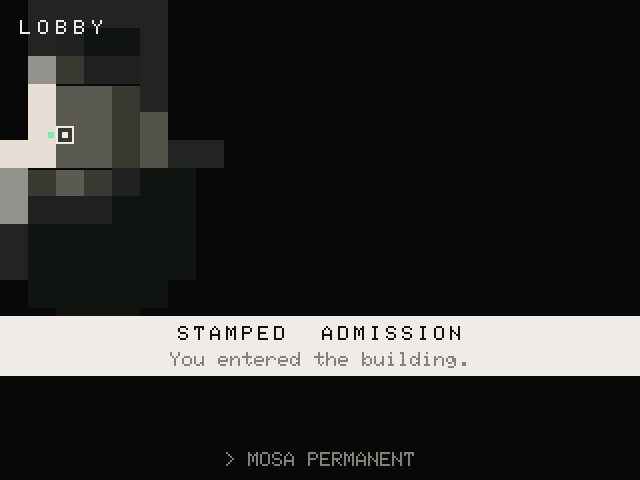 LOBBY
STAMPED ADMISSION
You entered the building.
> MOSA PERMANENT